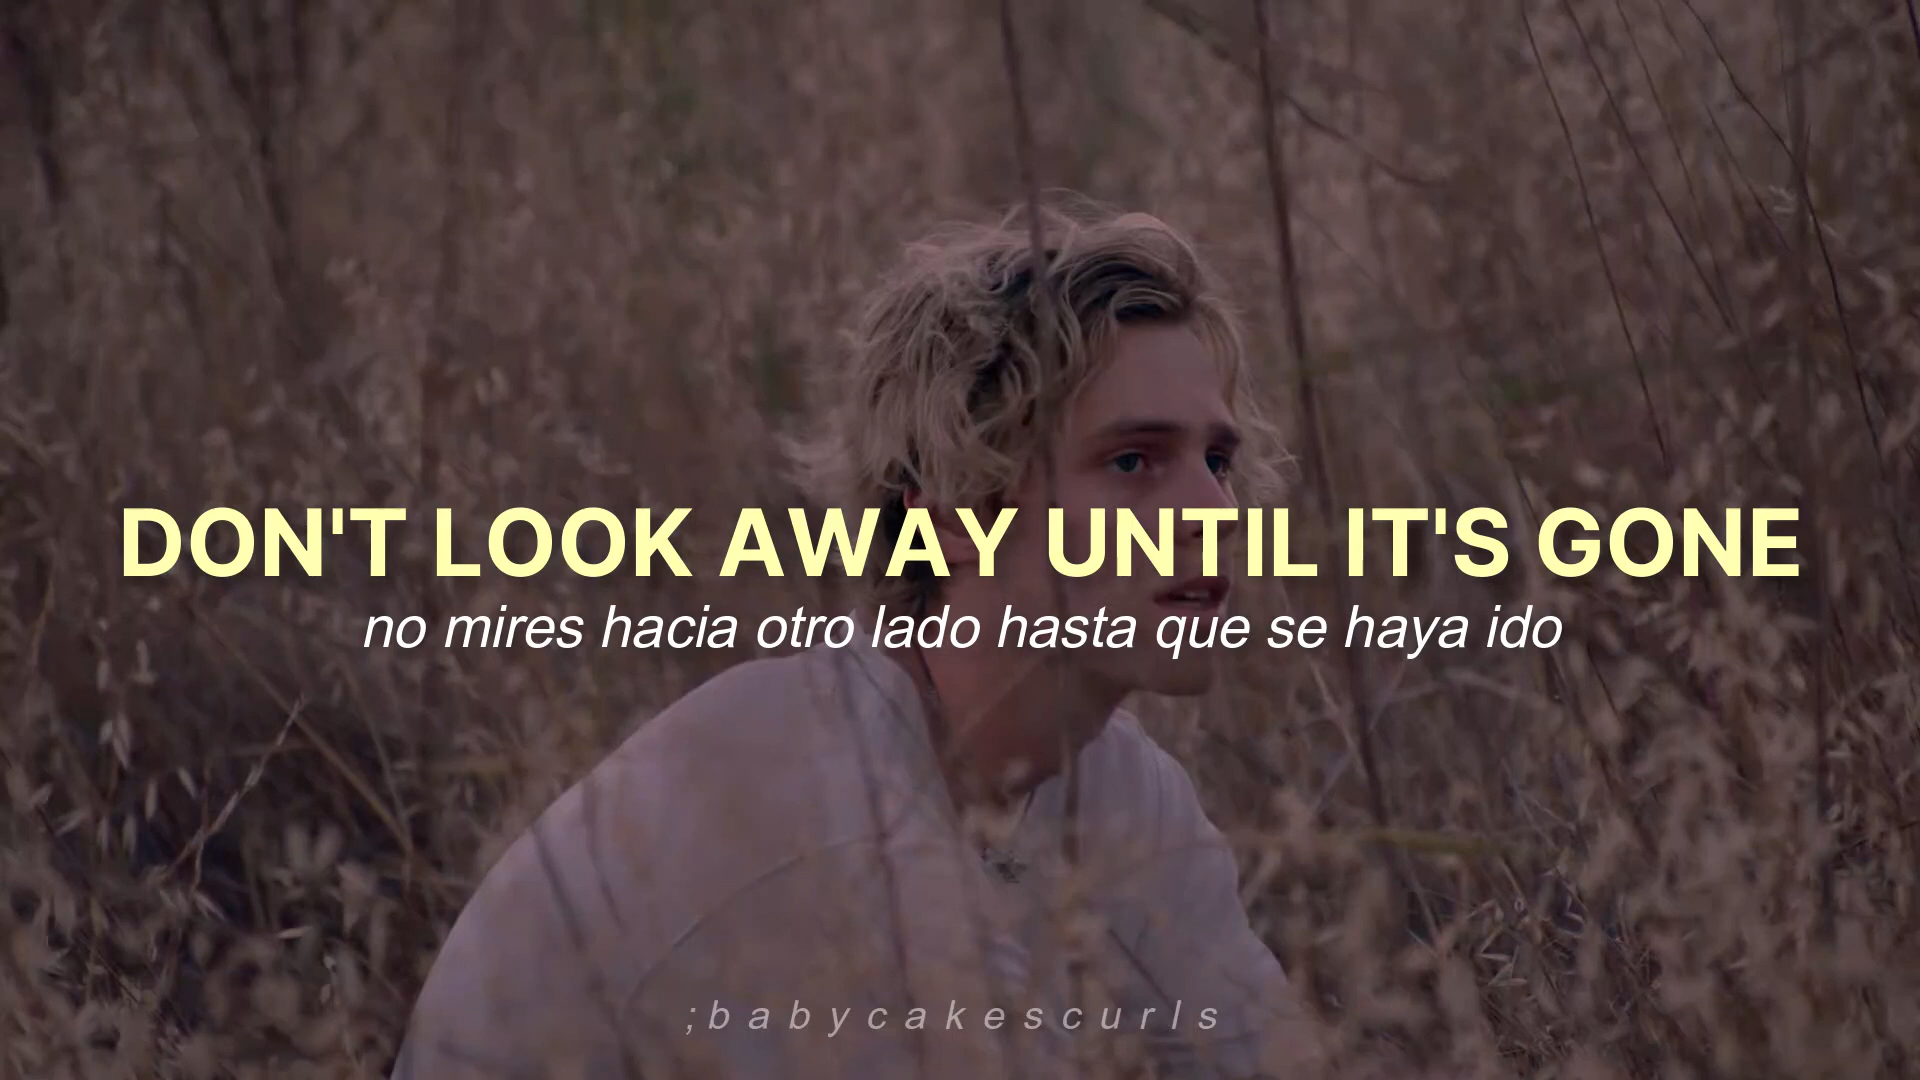 DON'T LOOK AWAY UNTIL IT'S GONE
no mires hacia otro lado hasta que se haya ido
;babycakescurls